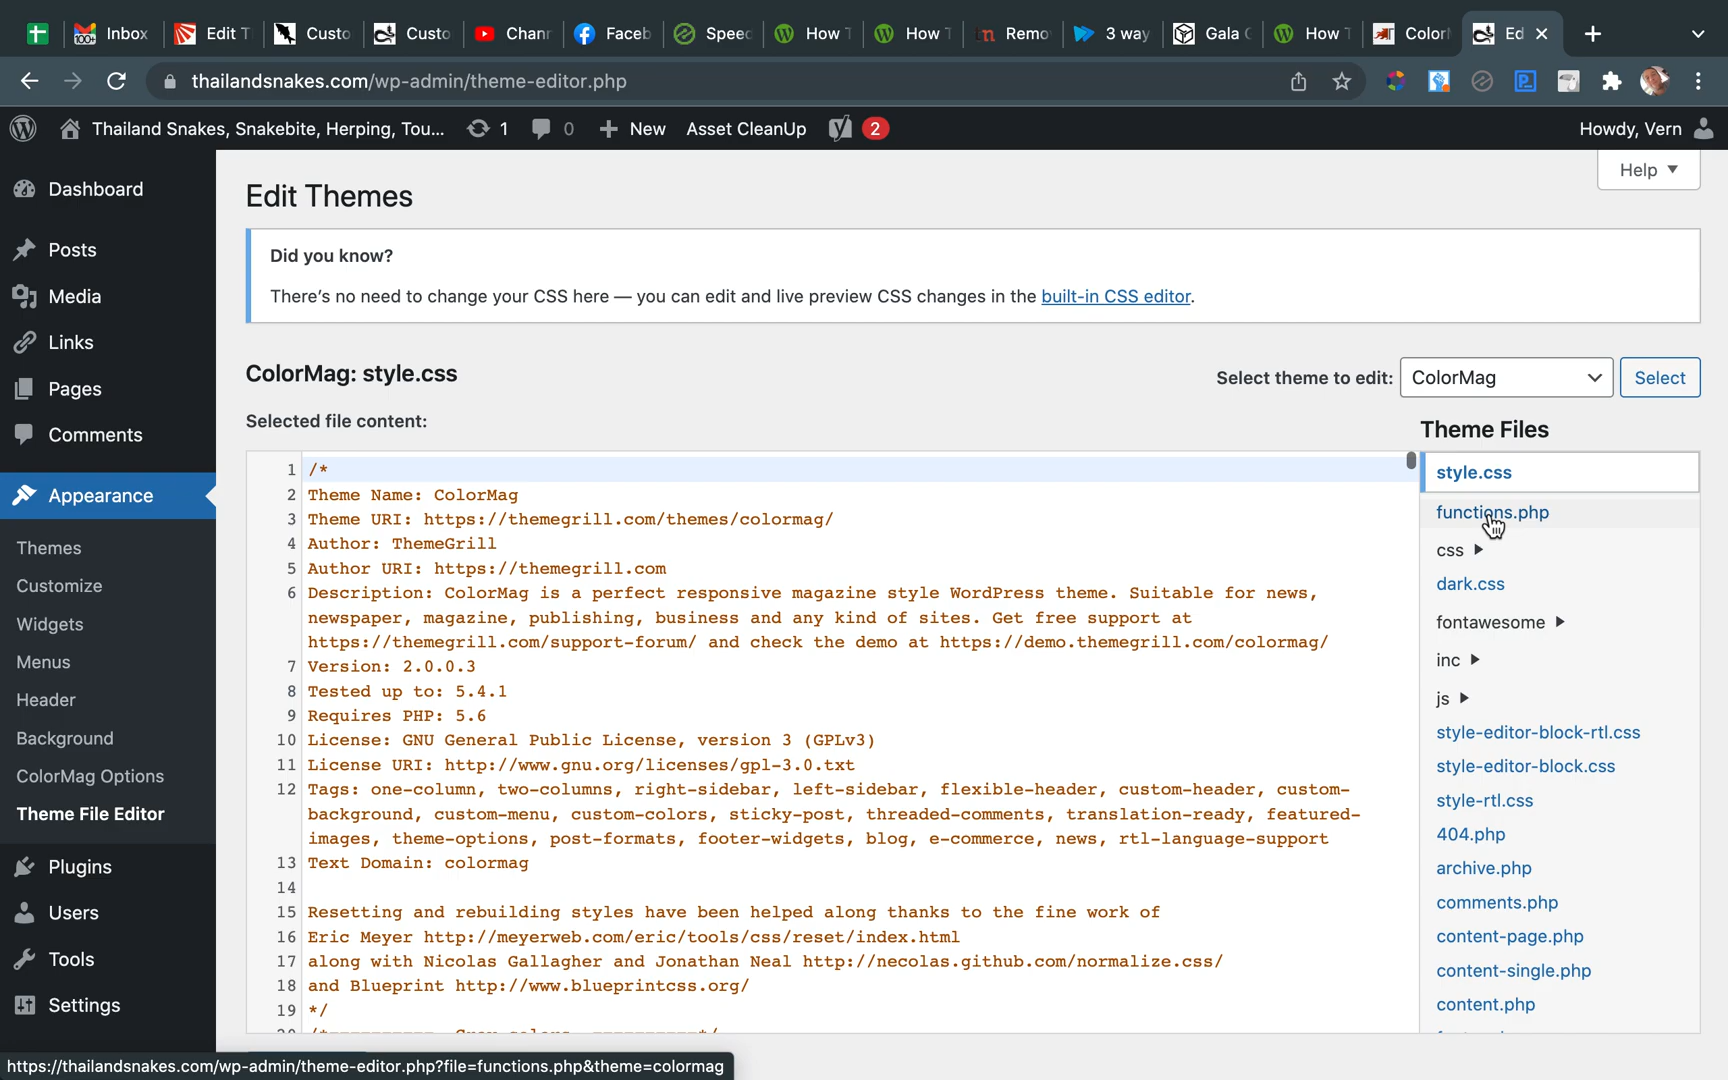 Inbox
Edit T
Custo
Custo
Chan
Faceb
Speed
How T
How T
Remo
3 way
Gala
How T
Color
Ed
thailandsnakes.com/wp-admin/theme-editor.php
Thailand Snakes, Snakebite, Herping, Tou...
1
0
New
Asset CleanUp
2
Howdy, Vern
Dashboard
Posts
Media
Links
Pages
Comments
Appearance
Themes
Customize
Widgets
Menus
Header
Background
ColorMag Options
Theme File Editor
Plugins
Users
Tools
Settings
Help
Edit Themes
Did you know?
There's no need to change your CSS here — you can edit and live preview CSS changes in the built-in CSS editor.
ColorMag: style.css
Select theme to edit: ColorMag Select
Selected file content:
1 /*
2 Theme Name: ColorMag
3 Theme URI: https://themegrill.com/themes/colormag/
4 Author: ThemeGrill
5 Author URI: https://themegrill.com
6 Description: ColorMag is a perfect responsive magazine style WordPress theme. Suitable for news,
newspaper, magazine, publishing, business and any kind of sites. Get free support at
https://themegrill.com/support-forum/ and check the demo at https://demo.themegrill.com/colormag/
7 Version: 2.0.0.3
8 Tested up to: 5.4.1
9 Requires PHP: 5.6
10 License: GNU General Public License, version 3 (GPLv3)
11 License URI: http://www.gnu.org/licenses/gpl-3.0.txt
12 Tags: one-column, two-columns, right-sidebar, left-sidebar, flexible-header, custom-header, custom-
background, custom-menu, custom-colors, sticky-post, threaded-comments, translation-ready, featured-
images, theme-options, post-formats, footer-widgets, blog, e-commerce, news, rtl-language-support
13 Text Domain: colormag
14
15 Resetting and rebuilding styles have been helped along thanks to the fine work of
16 Eric Meyer http://meyerweb.com/eric/tools/css/reset/index.html
17 along with Nicolas Gallagher and Jonathan Neal http://necolas.github.com/normalize.css/
18 and Blueprint http://www.blueprintcss.org/
19 */
Theme Files
style.css
functions.php
css
dark.css
fontawesome
inc
js
style-editor-block-rtl.css
style-editor-block.css
style-rtl.css
404.php
archive.php
comments.php
content-page.php
content-single.php
content.php
https://thailandsnakes.com/wp-admin/theme-editor.php?file=functions.php&theme=colormag